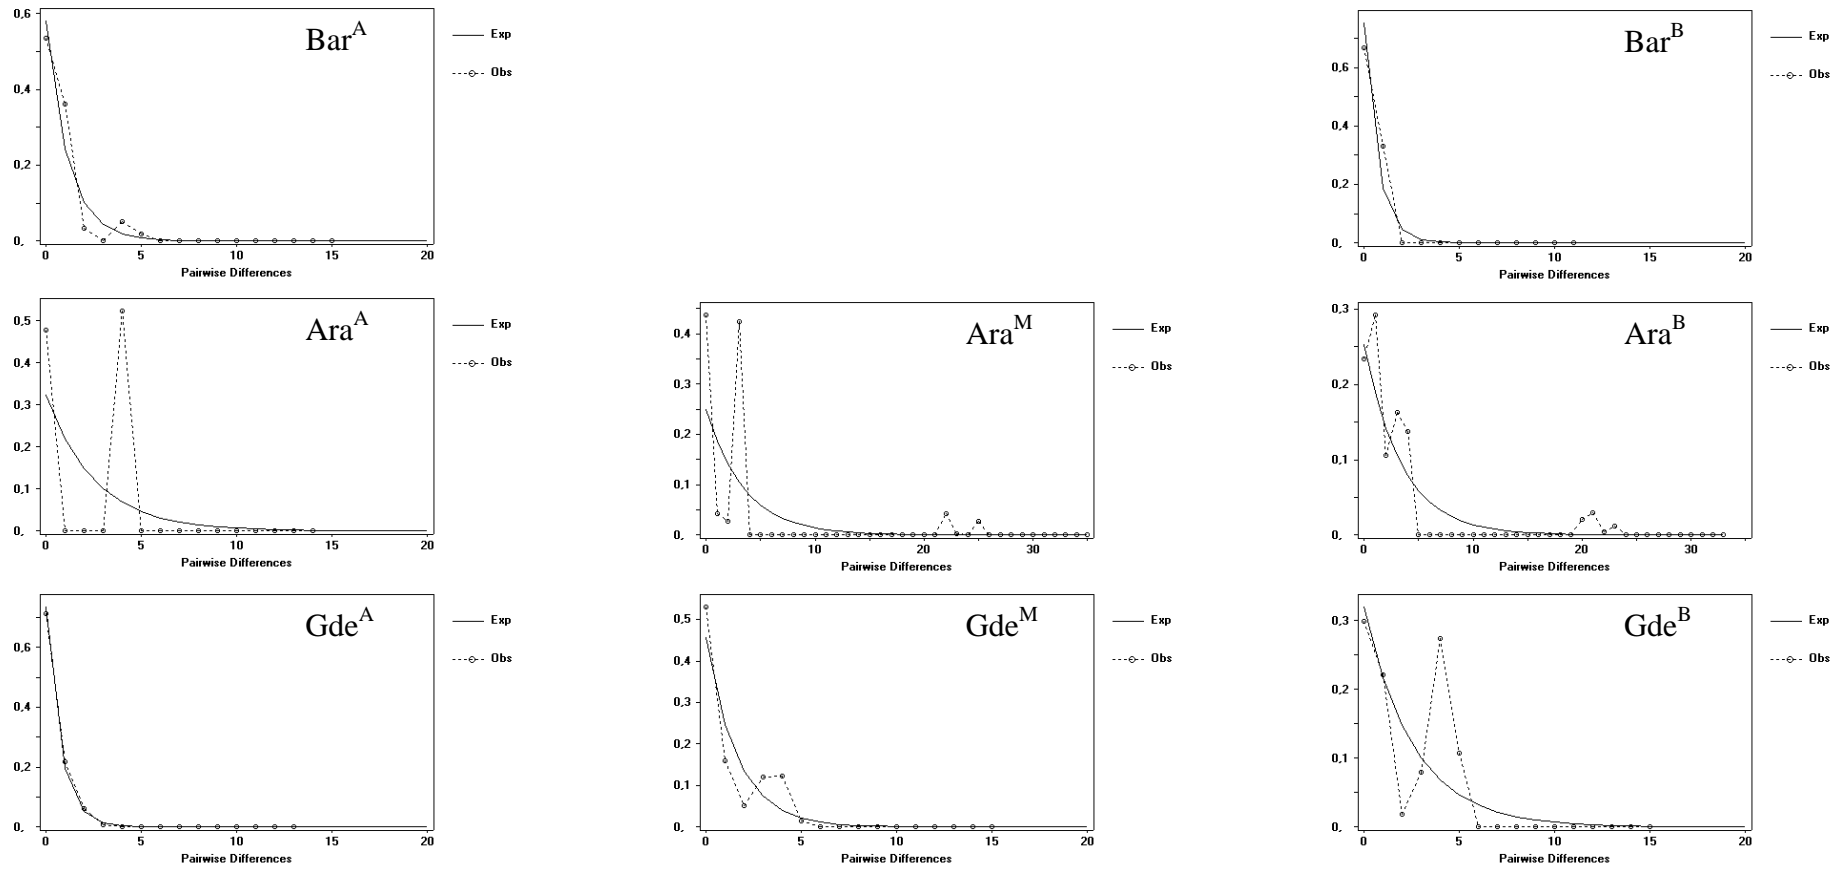 0,6
0,4
0,2
0,
0 5 10 15 20
Pairwise Differences
Bar^A
Exp
Obs
0,6
0,4
0,2
0,
0 5 10 15 20
Pairwise Differences
Bar^B
Exp
Obs
0,5
0,4
0,3
0,2
0,1
0,
0 5 10 15 20
Pairwise Differences
Ara^A
Exp
Obs
0,4
0,3
0,2
0,1
0,
0 10 20 30
Pairwise Differences
Ara^M
Exp
Obs
0,3
0,2
0,1
0,
0 10 20 30
Pairwise Differences
Ara^B
Exp
Obs
0,6
0,4
0,2
0,
0 5 10 15 20
Pairwise Differences
Gde^A
Exp
Obs
0,5
0,4
0,3
0,2
0,1
0,
0 5 10 15 20
Pairwise Differences
Gde^M
Exp
Obs
0,3
0,2
0,1
0,
0 5 10 15 20
Pairwise Differences
Gde^B
Exp
Obs